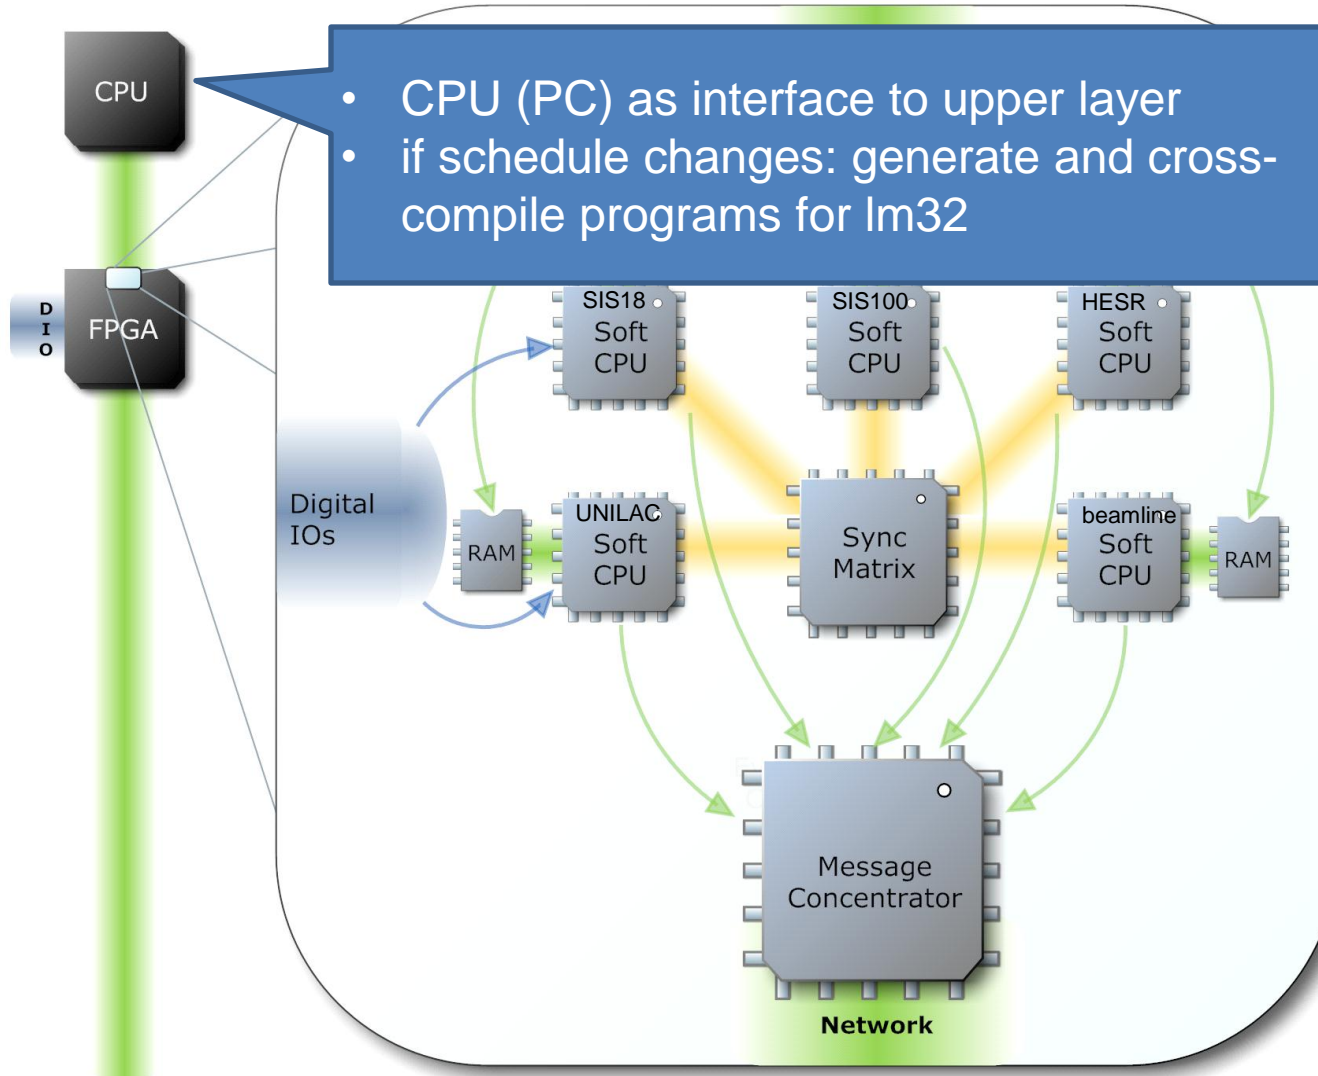 CPU
• CPU (PC) as interface to upper layer
• if schedule changes: generate and cross-
compile programs for lm32
D
I
O
FPGA
SIS18
Soft
CPU
SIS100
Soft
CPU
HESR
Soft
CPU
Digital
IOs
RAM
UNILAC
Soft
CPU
Sync
Matrix
beamline
Soft
CPU
RAM
Message
Concentrator
Network